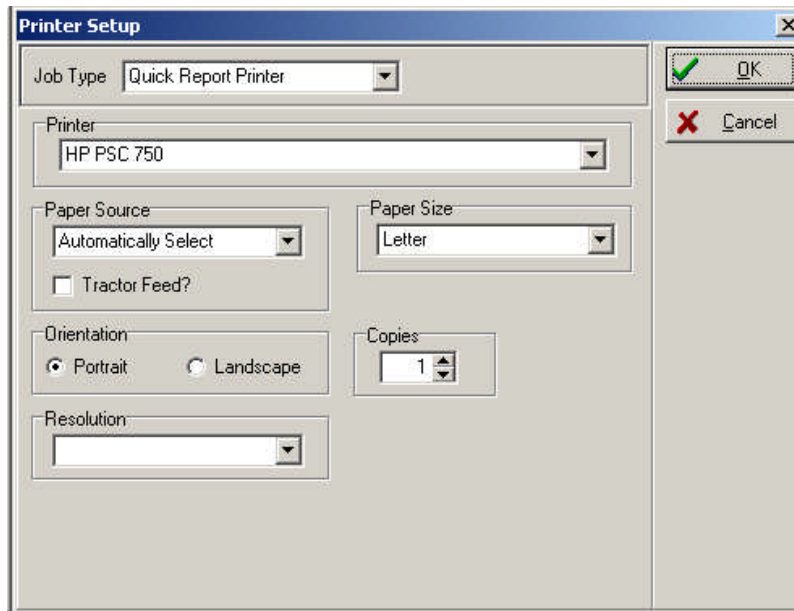 Printer Setup
Job Type Quick Report Printer
OK
Cancel
Printer
HP PSC 750
Paper Source
Automatically Select
Tractor Feed?
Paper Size
Letter
Orientation
Portrait Landscape
Copies
1
Resolution